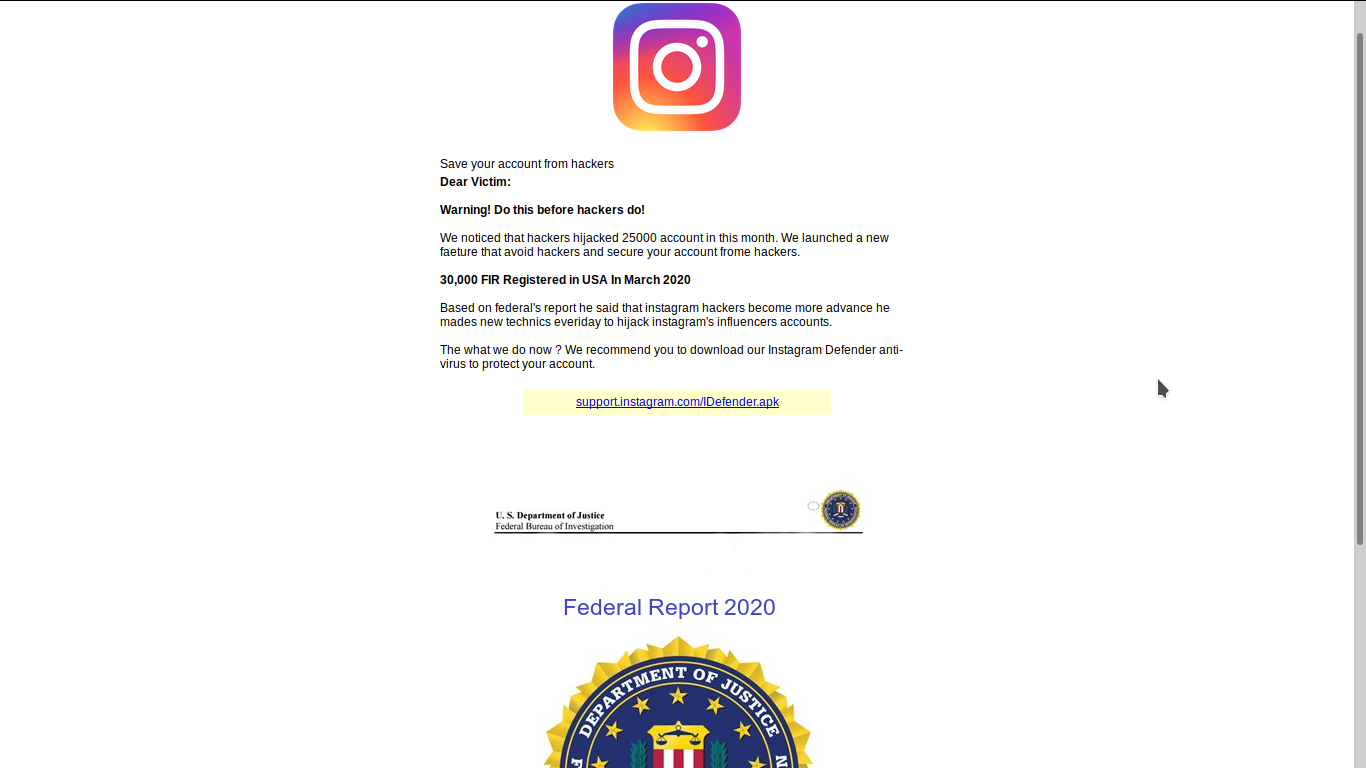 Save your account from hackers
Dear Victim:
Warning! Do this before hackers do!
We noticed that hackers hijacked 25000 account in this month. We launched a new
faeture that avoid hackers and secure your account frome hackers.
30,000 FIR Registered in USA In March 2020
Based on federal's report he said that instagram hackers become more advance he
mades new technics everiday to hijack instagram's influencers accounts.
The what we do now ? We recommend you to download our Instagram Defender anti-
virus to protect your account.
support.instagram.com/IDefender.apk
U. S. Department of Justice
Federal Bureau of Investigation
Federal Report 2020
DEPARTMENT OF JUSTICE